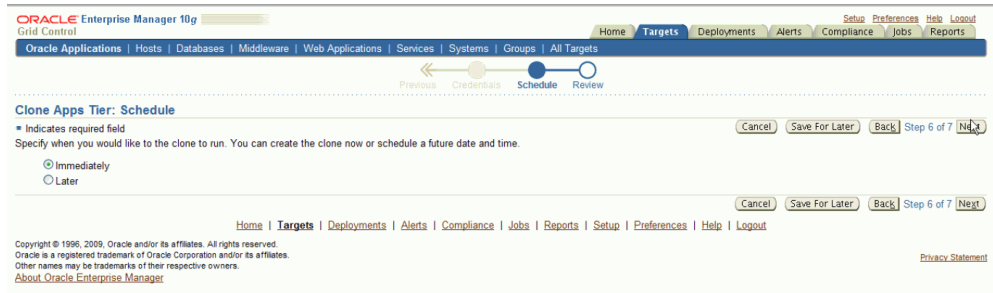 ORACLE Enterprise Manager 10g
Setup Preferences Help Logout
Grid Control
Home Targets Deployments Alerts Compliance Jobs Reports
Oracle Applications | Hosts | Databases | Middleware | Web Applications | Services | Systems | Groups | All Targets
Previous Credentials Schedule Review
Clone Apps Tier: Schedule
Indicates required field
Cancel Save For Later Back Step 6 of 7 Next
Specify when you would like to the clone to run. You can create the clone now or schedule a future date and time.
Immediately
Later
Cancel Save For Later Back Step 6 of 7 Next
Home | Targets | Deployments | Alerts | Compliance | Jobs | Reports | Setup | Preferences | Help | Logout
Copyright © 1996, 2009, Oracle and/or its affiliates. All rights reserved.
Oracle is a registered trademark of Oracle Corporation and/or its affiliates.
Other names may be trademarks of their respective owners.
Privacy Statement
About Oracle Enterprise Manager